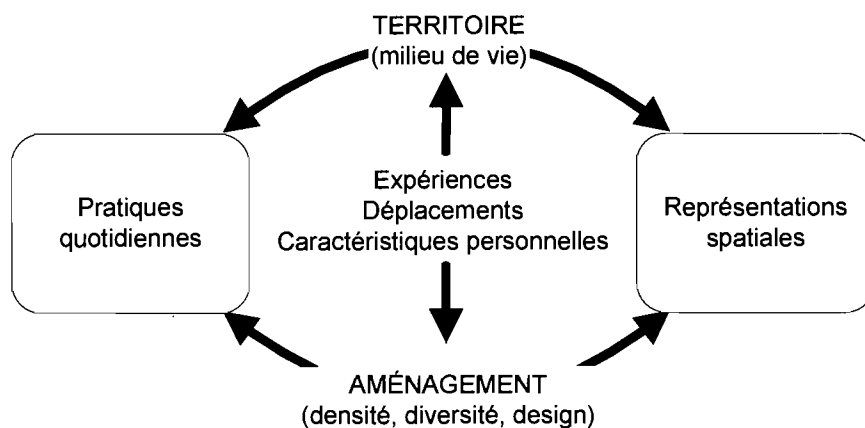 TERRITOIRE
(milieu de vie)
Pratiques
quotidiennes
Expériences
Déplacements
Caractéristiques personnelles
Représentations
spatiales
AMÉNAGEMENT
(densité, diversité, design)